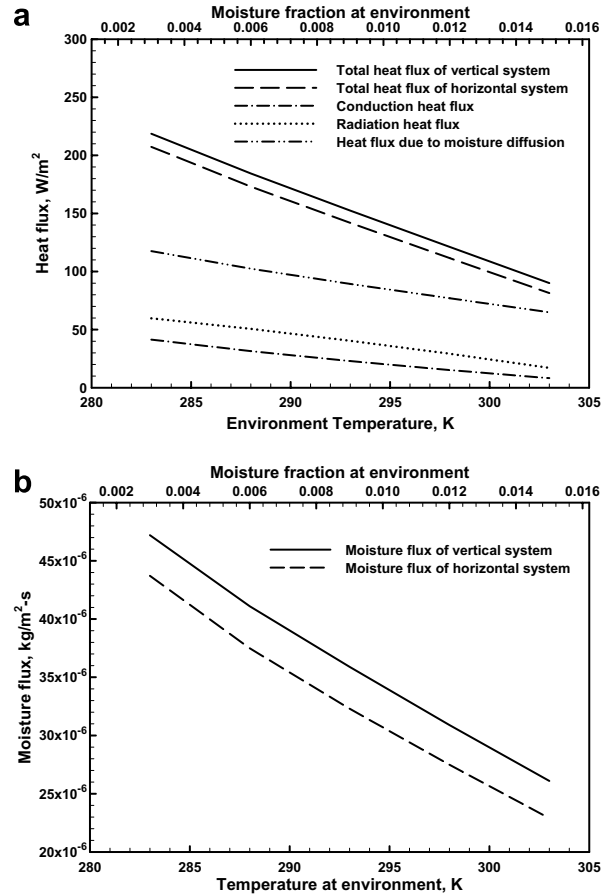 a
Moisture fraction at environment
0.002 0.004 0.006 0.008 0.010 0.012 0.014 0.016
300
250
200
150
100
50
0
Heat flux, W/m²
Total heat flux of vertical system
Total heat flux of horizontal system
Conduction heat flux
Radiation heat flux
Heat flux due to moisture diffusion
280 285 290 295 300 305
Environment Temperature, K
b
Moisture fraction at environment
0.002 0.004 0.006 0.008 0.010 0.012 0.014 0.016
50x10⁻⁶
45x10⁻⁶
40x10⁻⁶
35x10⁻⁶
30x10⁻⁶
25x10⁻⁶
20x10⁻⁶
Moisture flux, kg/m²-s
Moisture flux of vertical system
Moisture flux of horizontal system
280 285 290 295 300 305
Temperature at environment, K